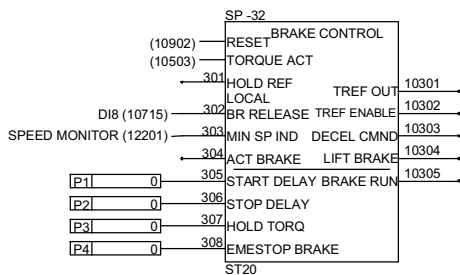 SP -32
BRAKE CONTROL
(10902) RESET
(10503) TORQUE ACT
301 HOLD REF TREF OUT 10301
LOCAL
DI8 (10715) 302 BR RELEASE TREF ENABLE 10302
SPEED MONITOR (12201) 303 MIN SP IND DECEL CMND 10303
304 ACT BRAKE LIFT BRAKE 10304
P1 0 305 START DELAY BRAKE RUN 10305
P2 0 306 STOP DELAY
P3 0 307 HOLD TORQ
P4 0 308 EMESTOP BRAKE
ST20